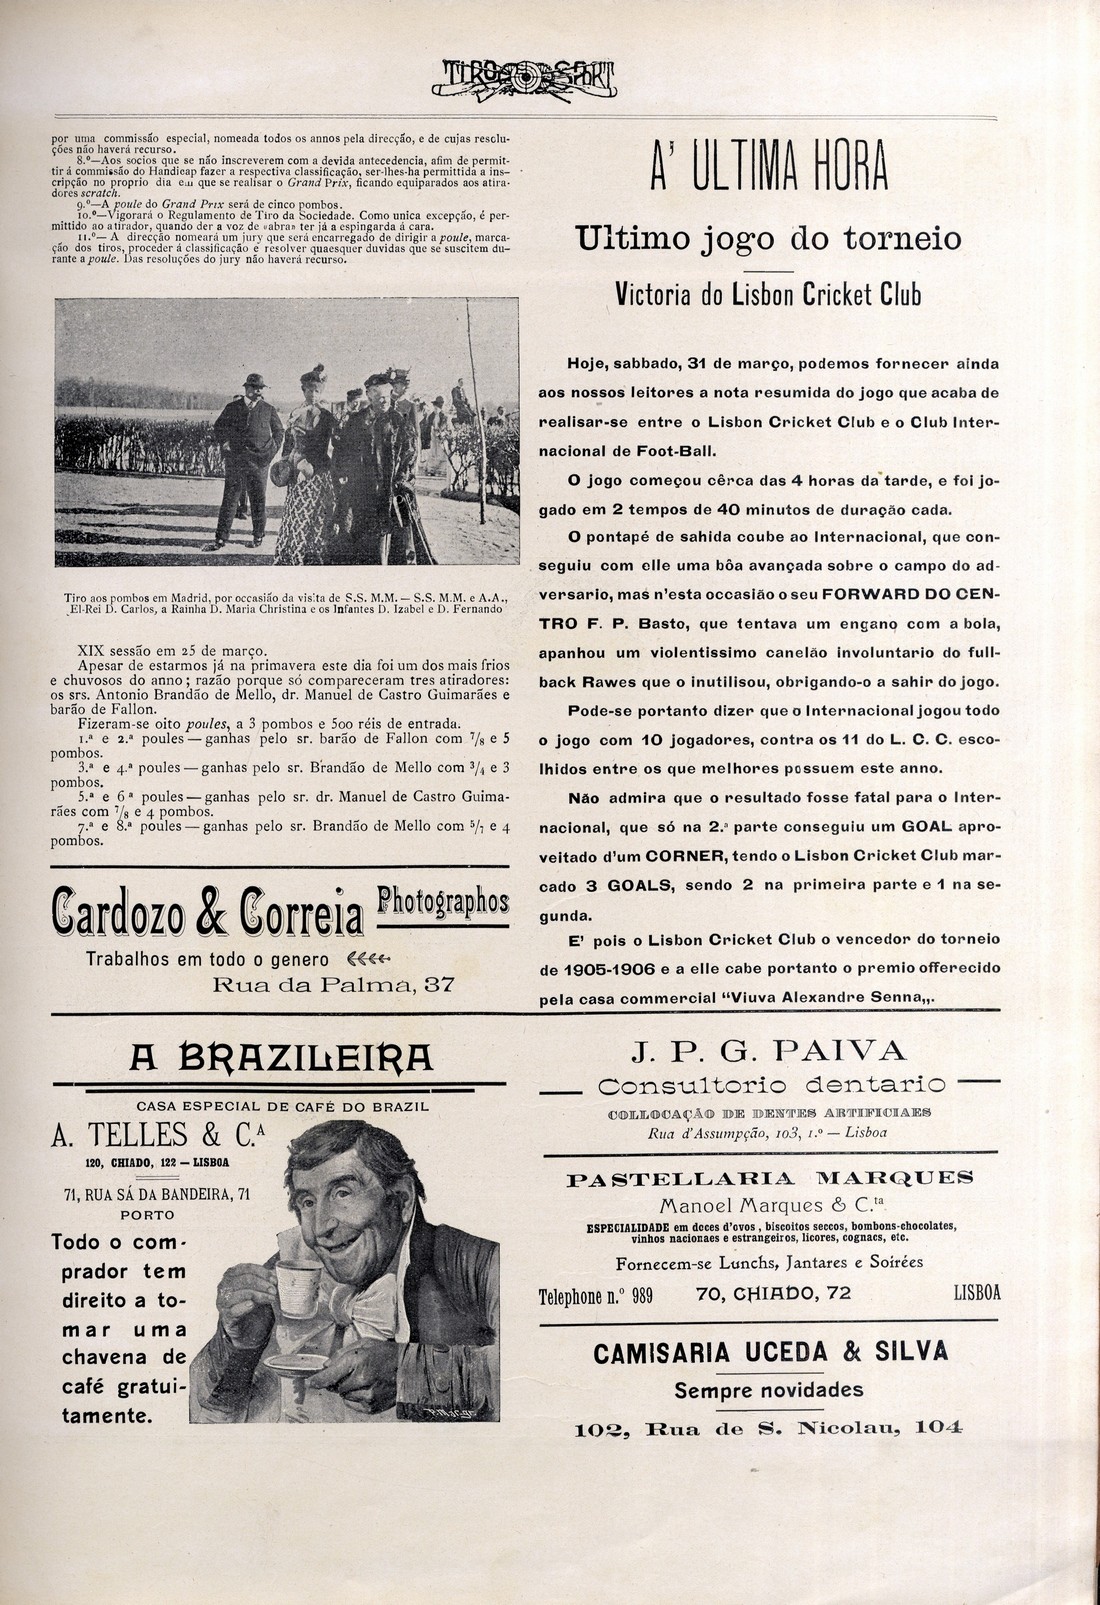 TIRO E SPORT
por uma commissão especial, nomeada todos os annos pela direcção, e de cujas resolu-
ções não haverá recurso.
8.º—Aos socios que se não inscreverem com a devida antecedencia, afim de permit-
tir á commissão do Handicap fazer a respectiva classificação, ser-lhes-ha permittida a ins-
cripção no proprio dia em que se realisar o Grand Prix, ficando equiparados aos atira-
dores scratch.
9.º—A poule do Grand Prix será de cinco pombos.
10.º—Vigorará o Regulamento de Tiro da Sociedade. Como unica excepção, é per-
mittido ao atirador, quando der a voz de «abra» ter já a espingarda á cara.
11.º— A direcção nomeará um jury que será encarregado de dirigir a poule, marca-
ção dos tiros, proceder á classificação e resolver quaesquer duvidas que se suscitem du-
rante a poule. Das resoluções do jury não haverá recurso.
Tiro aos pombos em Madrid, por occasião da visita de S.S. M.M. — S.S. M.M. e A.A.,
El-Rei D. Carlos, a Rainha D. Maria Christina e os Infantes D. Izabel e D. Fernando
XIX sessão em 25 de março.
Apesar de estarmos já na primavera este dia foi um dos mais frios
e chuvosos do anno; razão porque só compareceram tres atiradores:
os srs. Antonio Brandão de Mello, dr. Manuel de Castro Guimarães e
barão de Fallon.
Fizeram-se oito poules, a 3 pombos e 500 réis de entrada.
1.ª e 2.ª poules — ganhas pelo sr. barão de Fallon com 7/8 e 5
pombos.
3.ª e 4.ª poules — ganhas pelo sr. Brandão de Mello com 3/4 e 3
pombos.
5.ª e 6ª poules — ganhas pelo sr. dr. Manuel de Castro Guima-
rães com 7/8 e 4 pombos.
7.ª e 8.ª poules — ganhas pelo sr. Brandão de Mello com 5/7 e 4
pombos.
Cardozo & Correia Photographos
Trabalhos em todo o genero
Rua da Palma, 37
A' ULTIMA HORA
Ultimo jogo do torneio
Victoria do Lisbon Cricket Club
Hoje, sabbado, 31 de março, podemos fornecer ainda
aos nossos leitores a nota resumida do jogo que acaba de
realisar-se entre o Lisbon Cricket Club e o Club Inter-
nacional de Foot-Ball.
O jogo começou cêrca das 4 horas da tarde, e foi jo-
gado em 2 tempos de 40 minutos de duração cada.
O pontapé de sahida coube ao Internacional, que con-
seguiu com elle uma bôa avançada sobre o campo do ad-
versario, mas n'esta occasião o seu FORWARD DO CEN-
TRO F. P. Basto, que tentava um engano com a bola,
apanhou um violentissimo canelão involuntario do full-
back Rawes que o inutilisou, obrigando-o a sahir do jogo.
Pode-se portanto dizer que o Internacional jogou todo
o jogo com 10 jogadores, contra os 11 do L. C. C. esco-
lhidos entre os que melhores possuem este anno.
Não admira que o resultado fosse fatal para o Inter-
nacional, que só na 2.ª parte conseguiu um GOAL apro-
veitado d'um CORNER, tendo o Lisbon Cricket Club mar-
cado 3 GOALS, sendo 2 na primeira parte e 1 na se-
gunda.
E' pois o Lisbon Cricket Club o vencedor do torneio
de 1905-1906 e a elle cabe portanto o premio offerecido
pela casa commercial “Viuva Alexandre Senna„.
A BRAZILEIRA
CASA ESPECIAL DE CAFÉ DO BRAZIL
A. TELLES & C.A
120, CHIADO, 122 — LISBOA
71, RUA SÁ DA BANDEIRA, 71
PORTO
Todo o com-
prador tem
direito a to-
mar uma
chavena de
café gratui-
tamente.
J. P. G. PAIVA
Consultorio dentario
COLLOCAÇÃO DE DENTES ARTIFICIAES
Rua d'Assumpção, 103, 1.º — Lisboa
PASTELLARIA MARQUES
Manoel Marques & C.ta
ESPECIALIDADE em doces d'ovos, biscoitos seccos, bombons-chocolates,
vinhos nacionaes e estrangeiros, licores, cognacs, etc.
Fornecem-se Lunchs, Jantares e Soirées
Telephone n.º 989 70, CHIADO, 72 LISBOA
CAMISARIA UCEDA & SILVA
Sempre novidades
102, Rua de S. Nicolau, 104